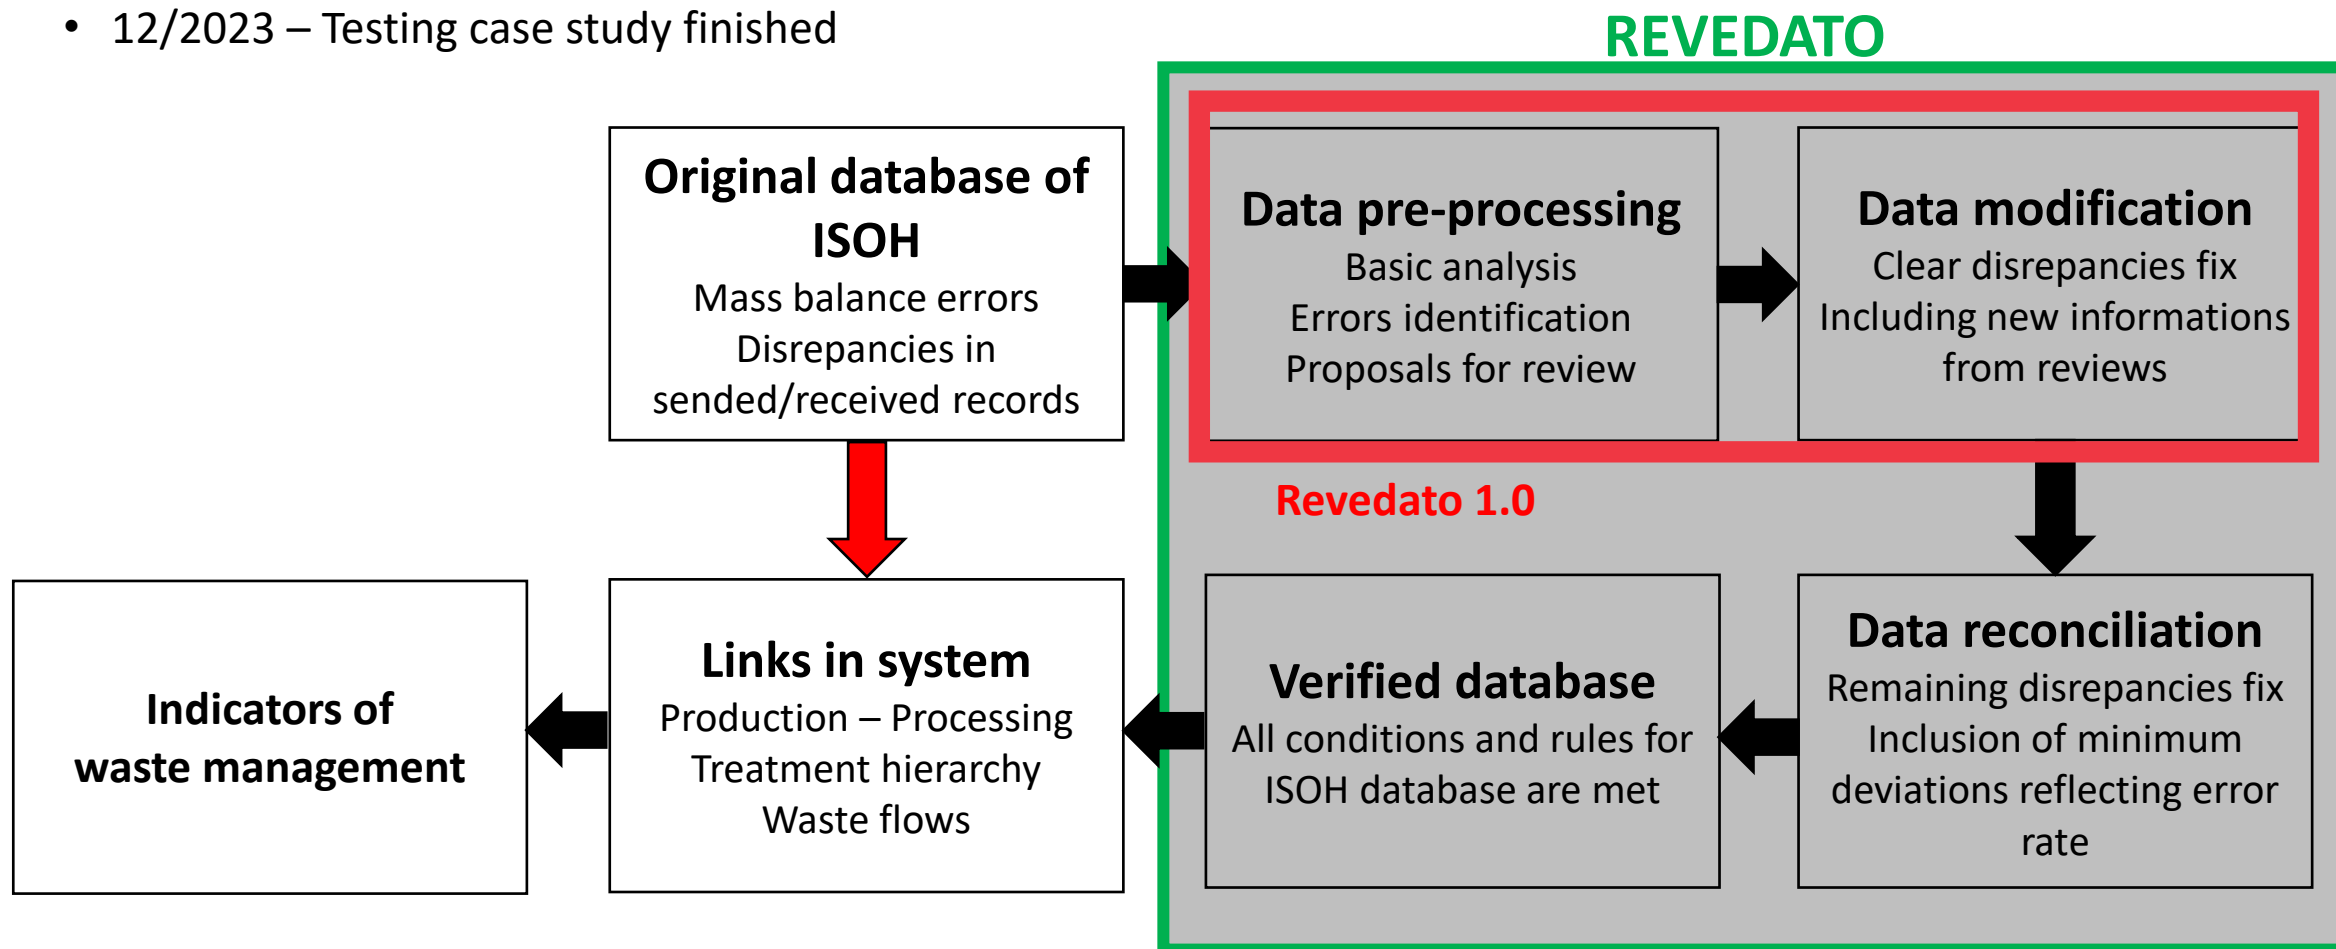 • 12/2023 – Testing case study finished
REVEDATO
Original database of
ISOH
Mass balance errors
Disrepancies in
sended/received records
Data pre-processing
Basic analysis
Errors identification
Proposals for review
Data modification
Clear disrepancies fix
Including new informations
from reviews
Revedato 1.0
Indicators of
waste management
Links in system
Production – Processing
Treatment hierarchy
Waste flows
Verified database
All conditions and rules for
ISOH database are met
Data reconciliation
Remaining disrepancies fix
Inclusion of minimum
deviations reflecting error
rate